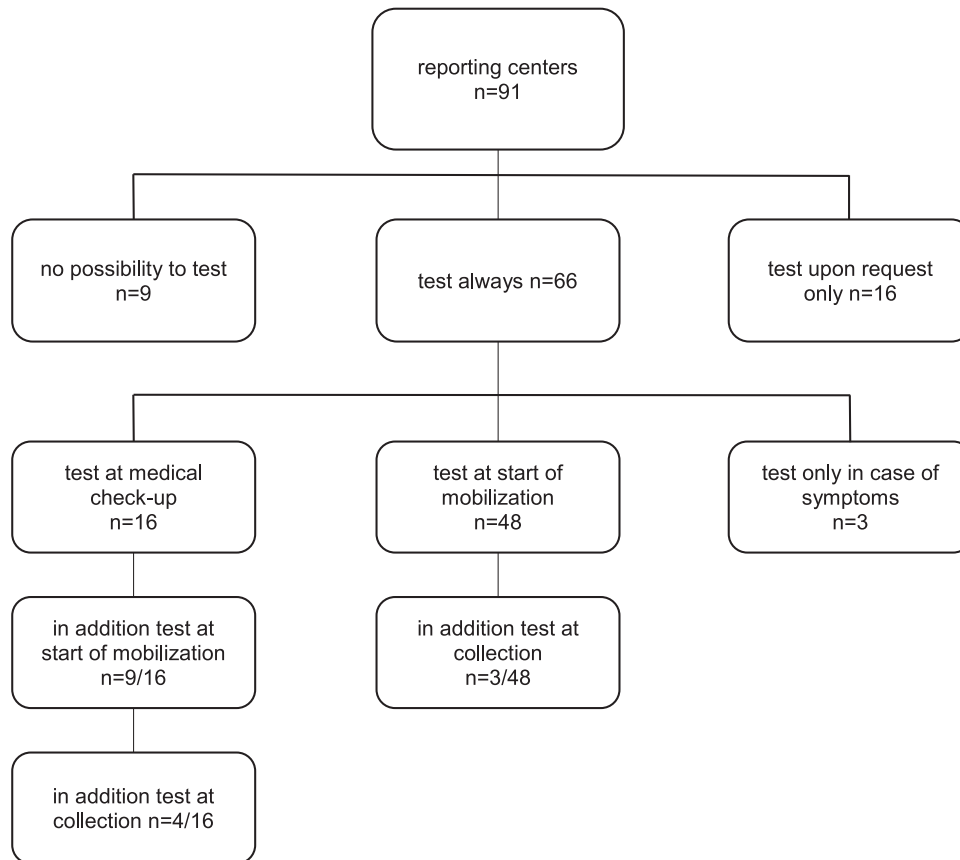 reporting centers
n=91
no possibility to test
n=9
test always n=66
test upon request
only n=16
test at medical
check-up
n=16
test at start of
mobilization
n=48
test only in case of
symptoms
n=3
in addition test at
start of mobilization
n=9/16
in addition test at
collection
n=3/48
in addition test at
collection n=4/16